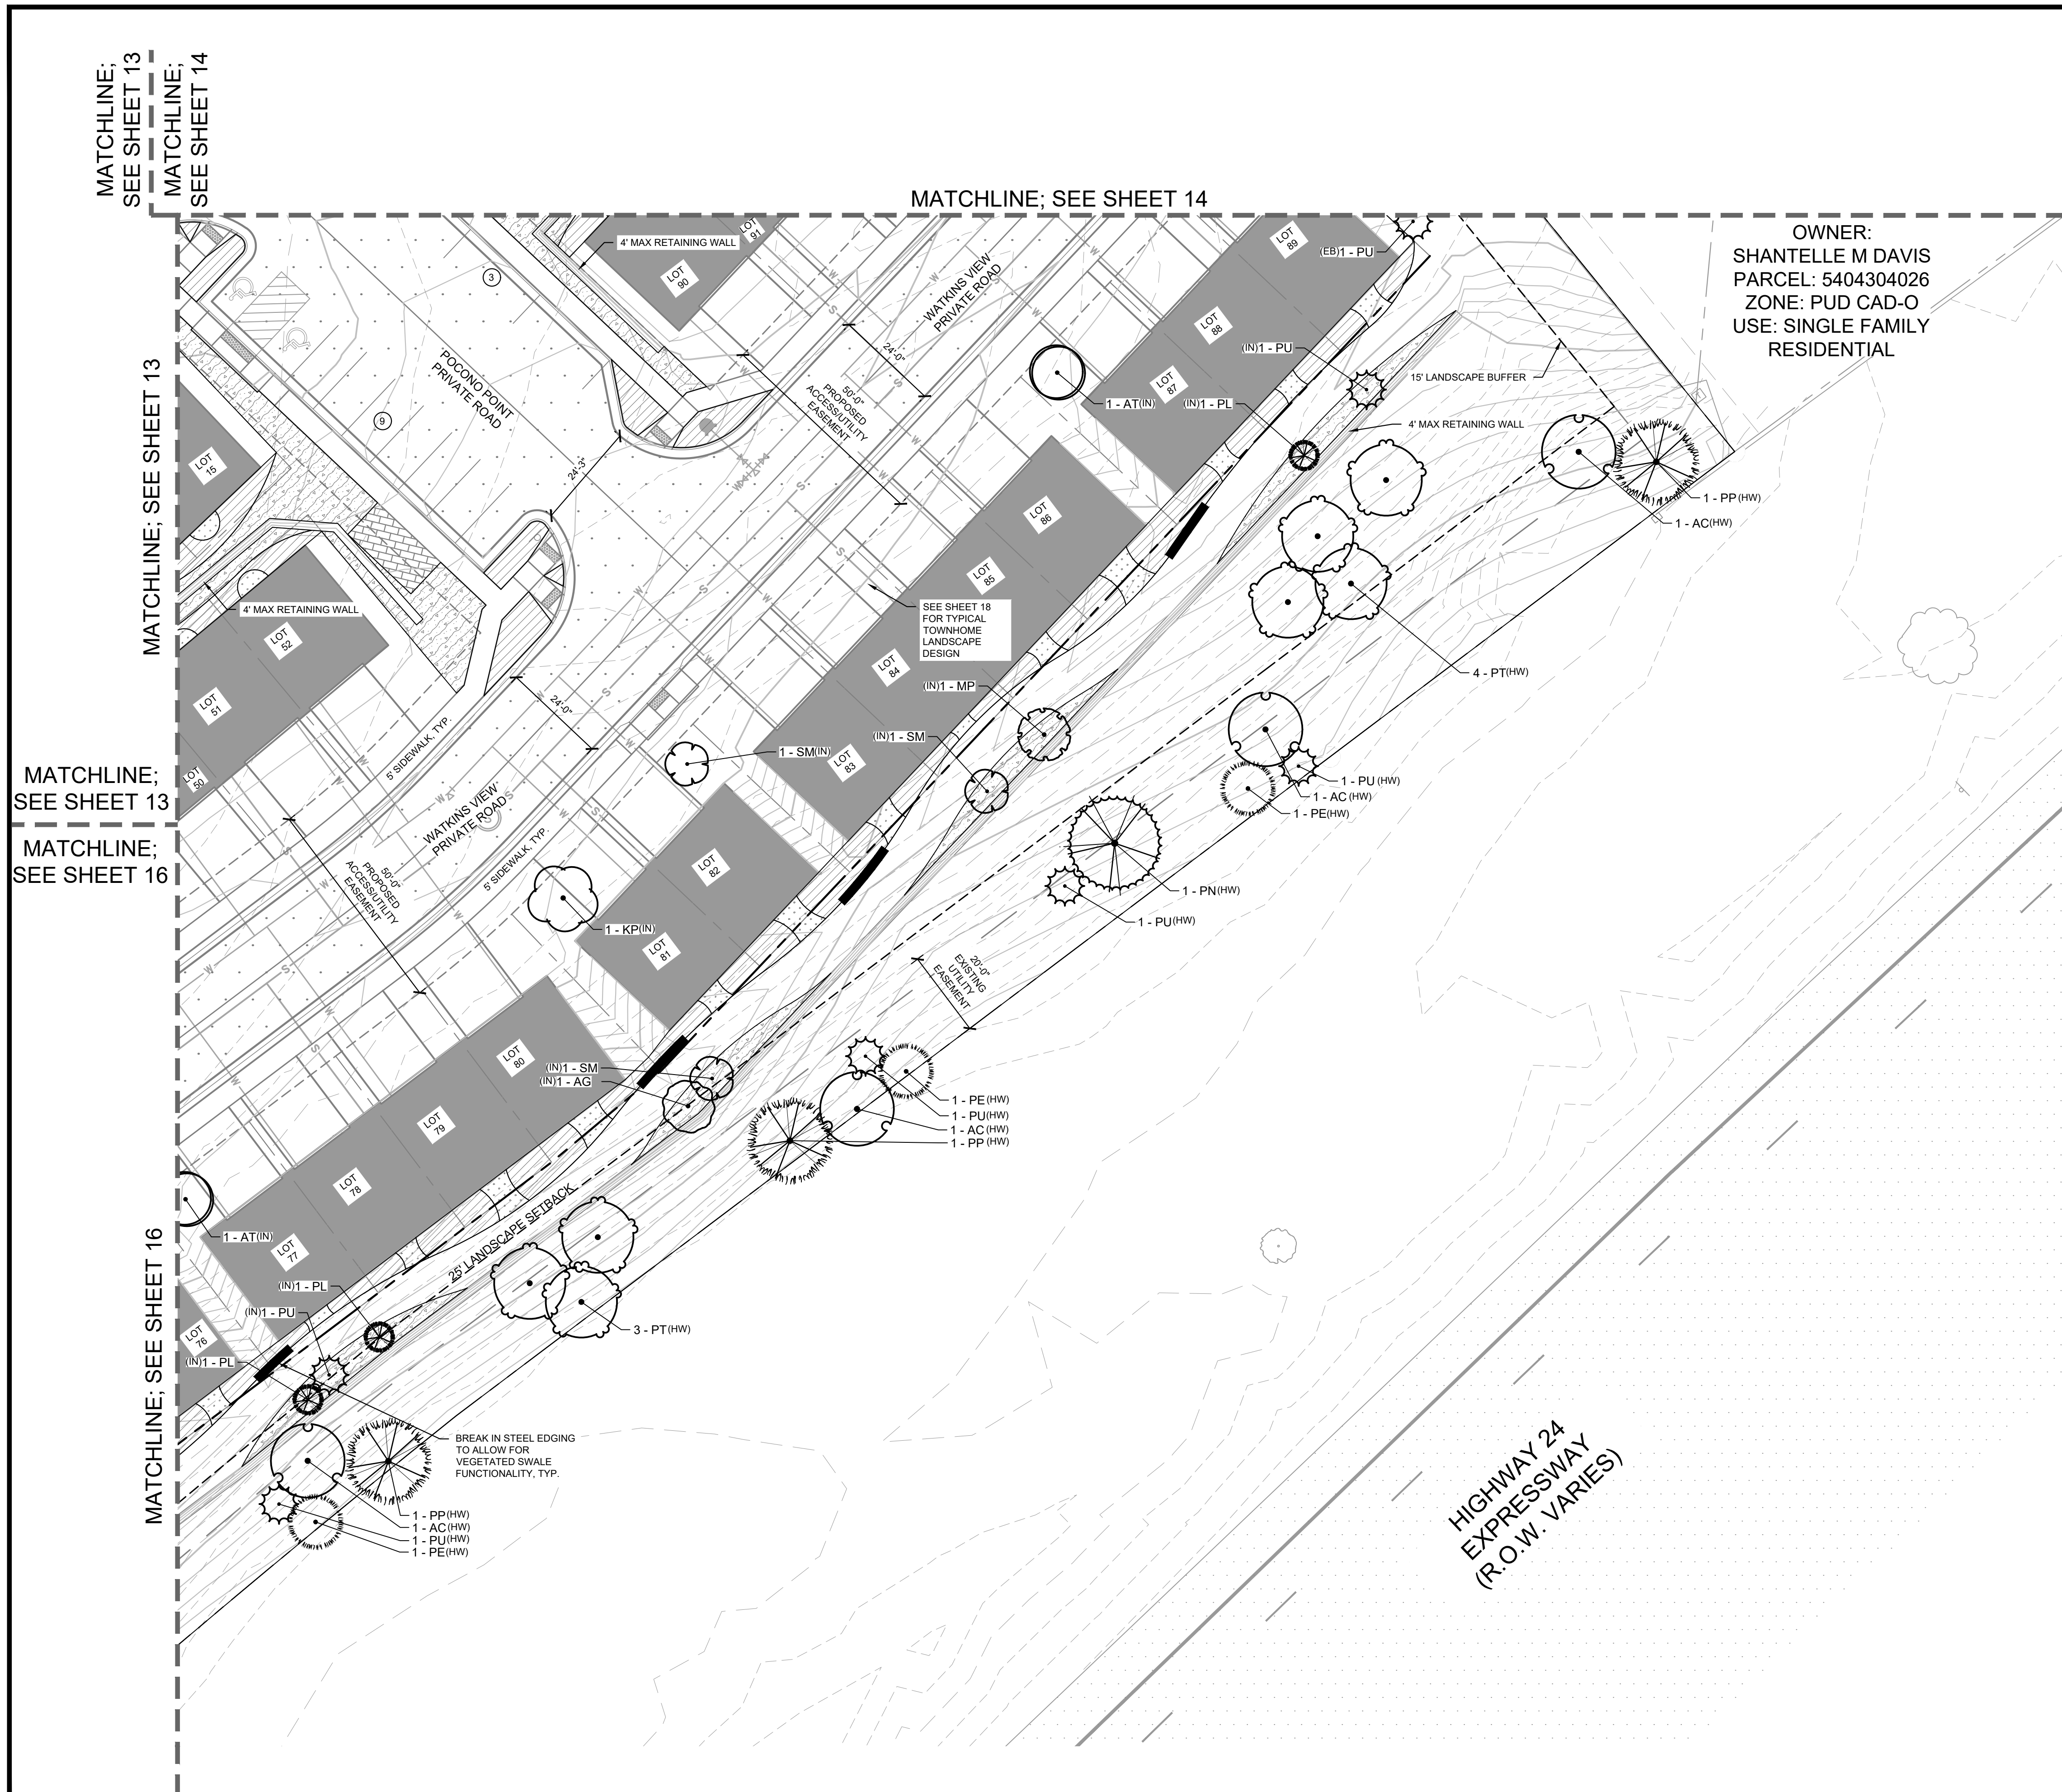 MATCHLINE;
SEE SHEET 13
MATCHLINE;
SEE SHEET 14
MATCHLINE; SEE SHEET 14
OWNER:
SHANTELLE M DAVIS
PARCEL: 5404304026
ZONE: PUD CAD-O
USE: SINGLE FAMILY
RESIDENTIAL
4' MAX RETAINING WALL
LOT
91
LOT
90
LOT
89
(EB)1 - PU
3
WATKINS VIEW
PRIVATE ROAD
LOT
88
(IN)1 - PU
24'-0"
15' LANDSCAPE BUFFER
POCONO POINT
PRIVATE ROAD
50'-0"
PROPOSED
ACCESS/UTILITY
EASEMENT
LOT
87
1 - AT(IN)
(IN)1 - PL
9
4' MAX RETAINING WALL
MATCHLINE; SEE SHEET 13
LOT
15
24'-3"
1 - PP(HW)
1 - AC(HW)
LOT
86
LOT
85
4' MAX RETAINING WALL
SEE SHEET 18
FOR TYPICAL
TOWNHOME
LANDSCAPE
DESIGN
LOT
52
LOT
84
4 - PT(HW)
(IN)1 - MP
LOT
51
24'-0"
5' SIDEWALK, TYP.
(IN)1 - SM
1 - SM(IN)
LOT
83
LOT
50
1 - PU(HW)
1 - AC(HW)
1 - PE(HW)
MATCHLINE;
SEE SHEET 13
MATCHLINE;
SEE SHEET 16
WATKINS VIEW
PRIVATE ROAD
5' SIDEWALK, TYP.
50'-0"
PROPOSED
ACCESS/UTILITY
EASEMENT
LOT
82
1 - PN(HW)
1 - PU(HW)
1 - KP(IN)
LOT
81
20'-0"
EXISTING
UTILITY
EASEMENT
LOT
80
(IN)1 - SM
(IN)1 - AG
1 - PE(HW)
1 - PU(HW)
1 - AC(HW)
1 - PP(HW)
LOT
79
LOT
78
25' LANDSCAPE SETBACK
1 - AT(IN)
LOT
77
(IN)1 - PL
(IN)1 - PU
LOT
76
(IN)1 - PL
3 - PT(HW)
MATCHLINE; SEE SHEET 16
BREAK IN STEEL EDGING
TO ALLOW FOR
VEGETATED SWALE
FUNCTIONALITY, TYP.
1 - PP(HW)
1 - AC(HW)
1 - PU(HW)
1 - PE(HW)
HIGHWAY 24
EXPRESSWAY
(R.O.W. VARIES)